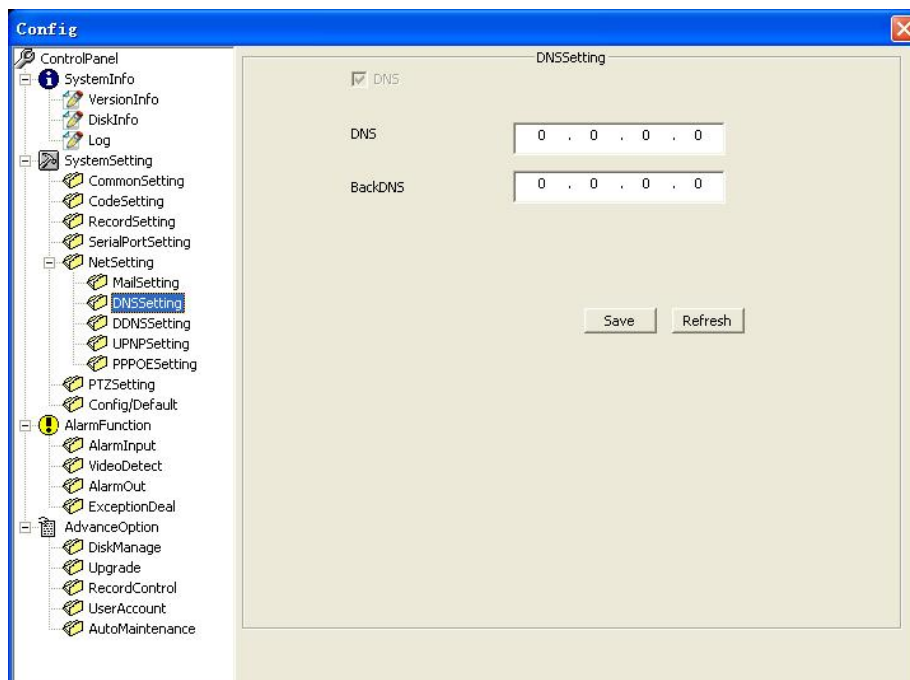 Config
ControlPanel
SystemInfo
VersionInfo
DiskInfo
Log
SystemSetting
CommonSetting
CodeSetting
RecordSetting
SerialPortSetting
NetSetting
MailSetting
DNSSetting
DDNSSetting
UPNPSetting
PPPOESetting
PTZSetting
Config/Default
AlarmFunction
AlarmInput
VideoDetect
AlarmOut
ExceptionDeal
AdvanceOption
DiskManage
Upgrade
RecordControl
UserAccount
AutoMaintenance
DNSSetting
DNS
DNS 0 . 0 . 0 . 0
BackDNS 0 . 0 . 0 . 0
Save Refresh